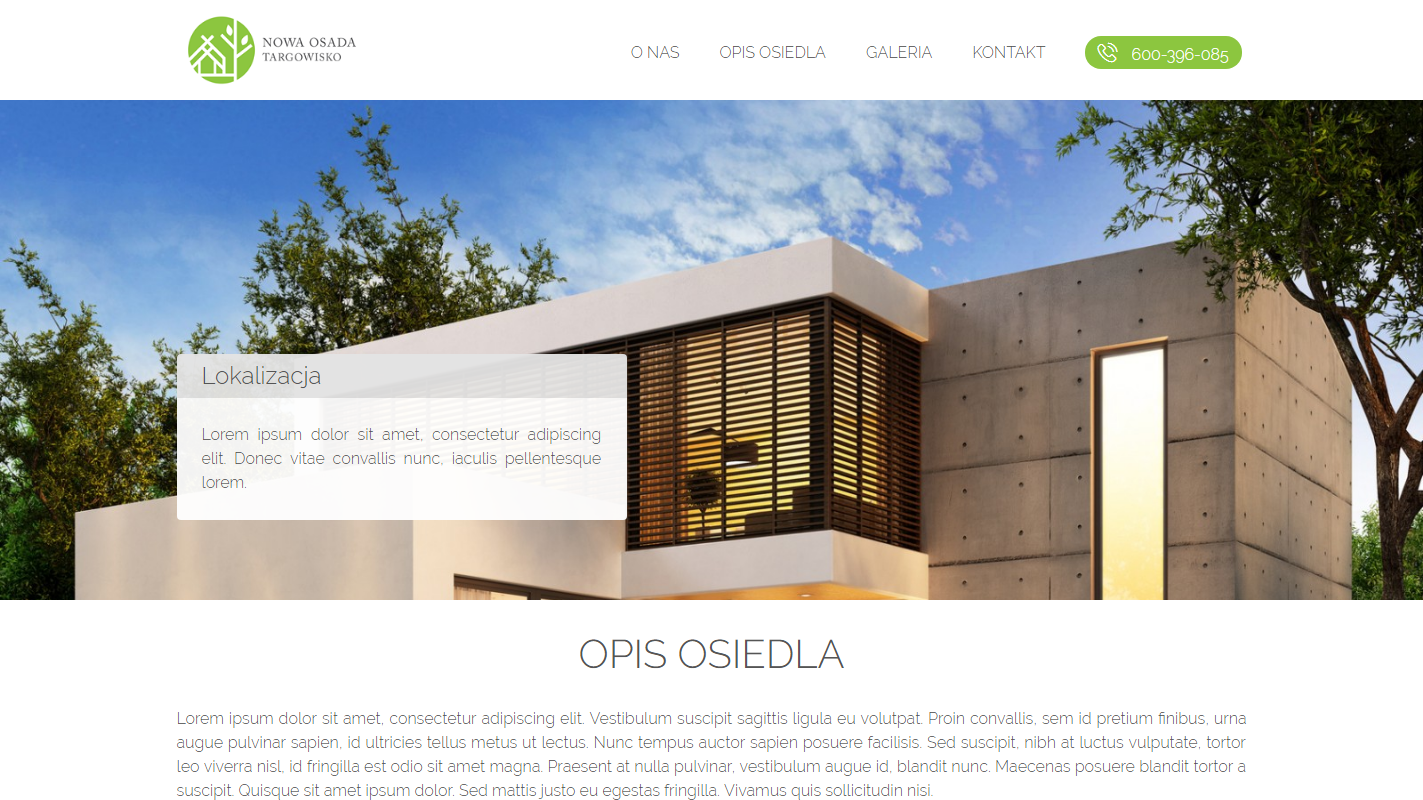 NOWA OSADA
TARGOWISKO
O NAS
OPIS OSIEDLA
GALERIA
KONTAKT
600-396-085
Lokalizacja
Lorem ipsum dolor sit amet, consectetur adipiscing
elit. Donec vitae convallis nunc, iaculis pellentesque
lorem.
OPIS OSIEDLA
Lorem ipsum dolor sit amet, consectetur adipiscing elit. Vestibulum suscipit sagittis ligula eu volutpat. Proin convallis, sem id pretium finibus, urna
augue pulvinar sapien, id ultricies tellus metus ut lectus. Nunc tempus auctor sapien posuere facilisis. Sed suscipit, nibh at luctus vulputate, tortor
leo viverra nisl, id fringilla est odio sit amet magna. Praesent at nulla pulvinar, vestibulum augue id, blandit nunc. Maecenas posuere blandit tortor a
suscipit. Quisque sit amet ipsum dolor. Sed mattis justo eu egestas fringilla. Vivamus quis sollicitudin nisi.